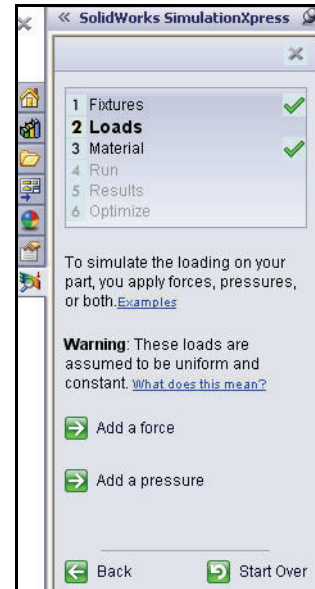 « SolidWorks SimulationXpress
1 Fixtures
2 Loads
3 Material
4 Run
5 Results
6 Optimize
To simulate the loading on your
part, you apply forces, pressures,
or both. Examples
Warning: These loads are
assumed to be uniform and
constant. What does this mean?
Add a force
Add a pressure
Back Start Over